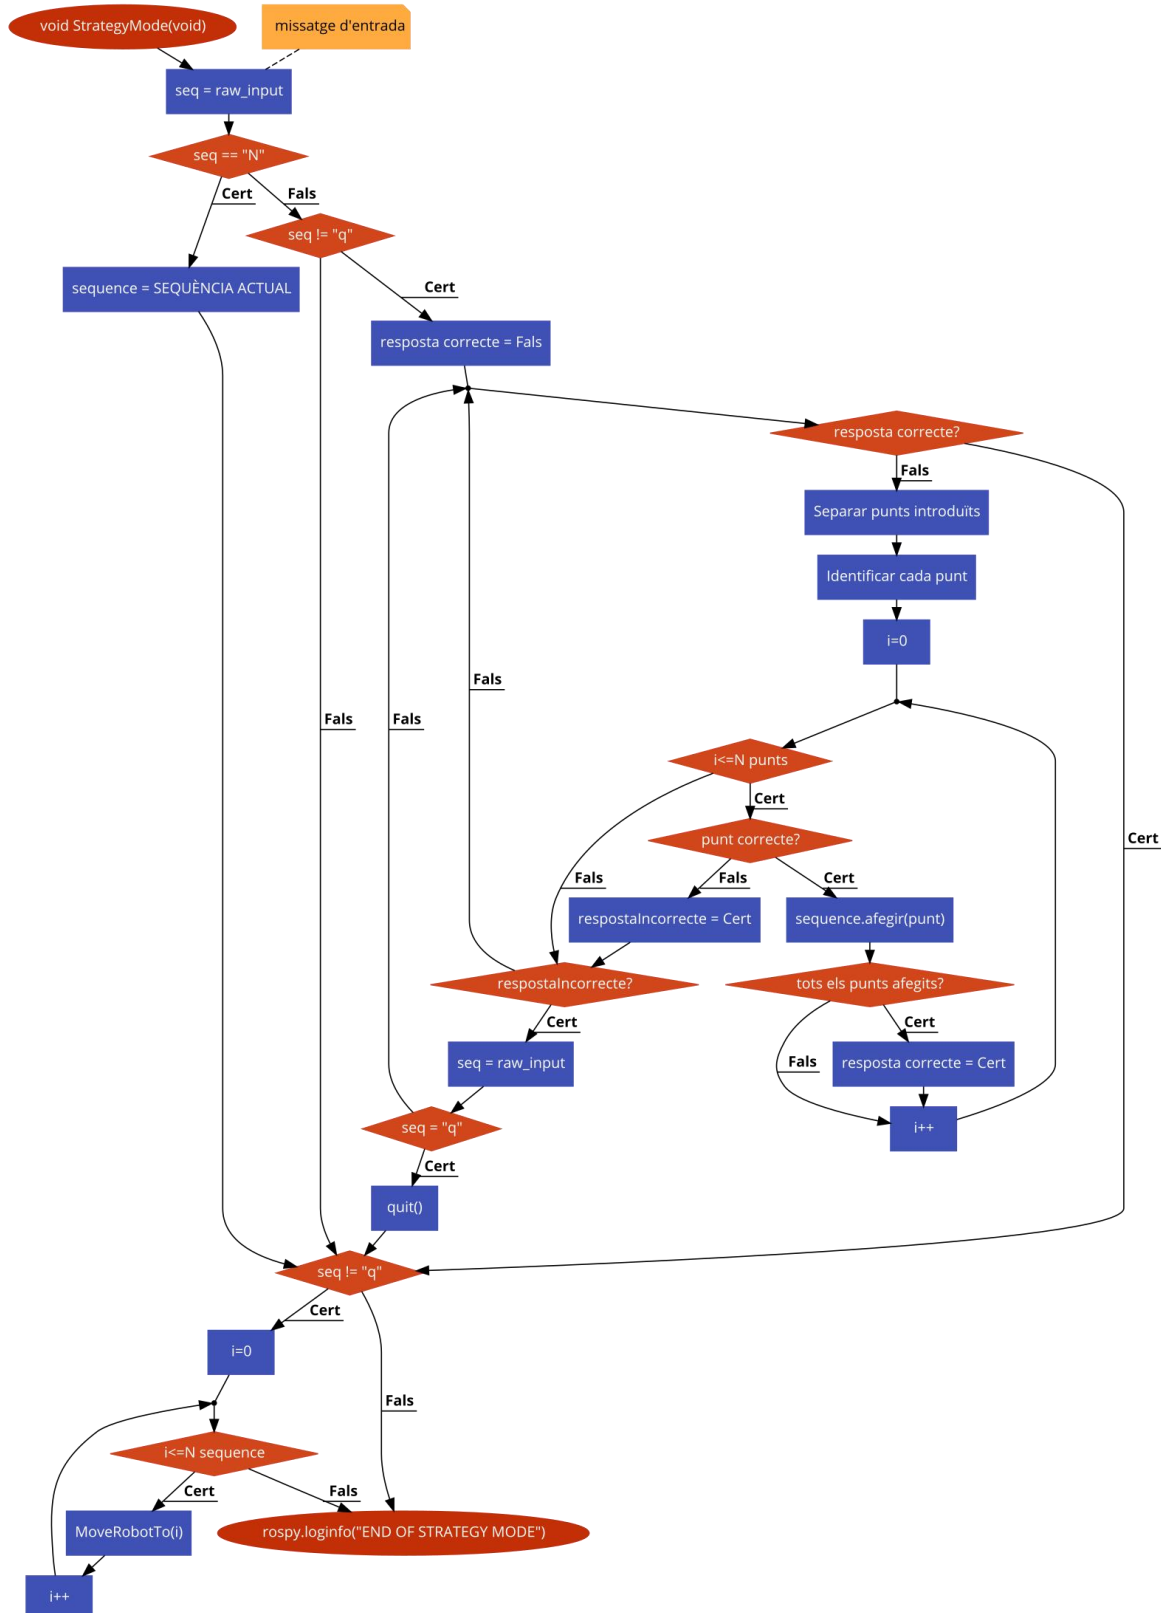 void StrategyMode(void)
missatge d'entrada
seq = raw_input
seq == "N"
Cert
Fals
seq != "q"
sequence = SEQUÈNCIA ACTUAL
Cert
resposta correcte = Fals
resposta correcte?
Fals
Separar punts introduïts
Identificar cada punt
i=0
Fals
Fals
Fals
i<=N punts
Cert
punt correcte?
Cert
Fals
Fals
Cert
respostaIncorrecte = Cert
sequence.afegir(punt)
respostaIncorrecte?
tots els punts afegits?
Cert
Cert
seq = raw_input
Fals
resposta correcte = Cert
seq = "q"
i++
Cert
quit()
seq != "q"
Cert
i=0
Fals
i<=N sequence
Cert
Fals
MoveRobotTo(i)
rospy.loginfo("END OF STRATEGY MODE")
i++